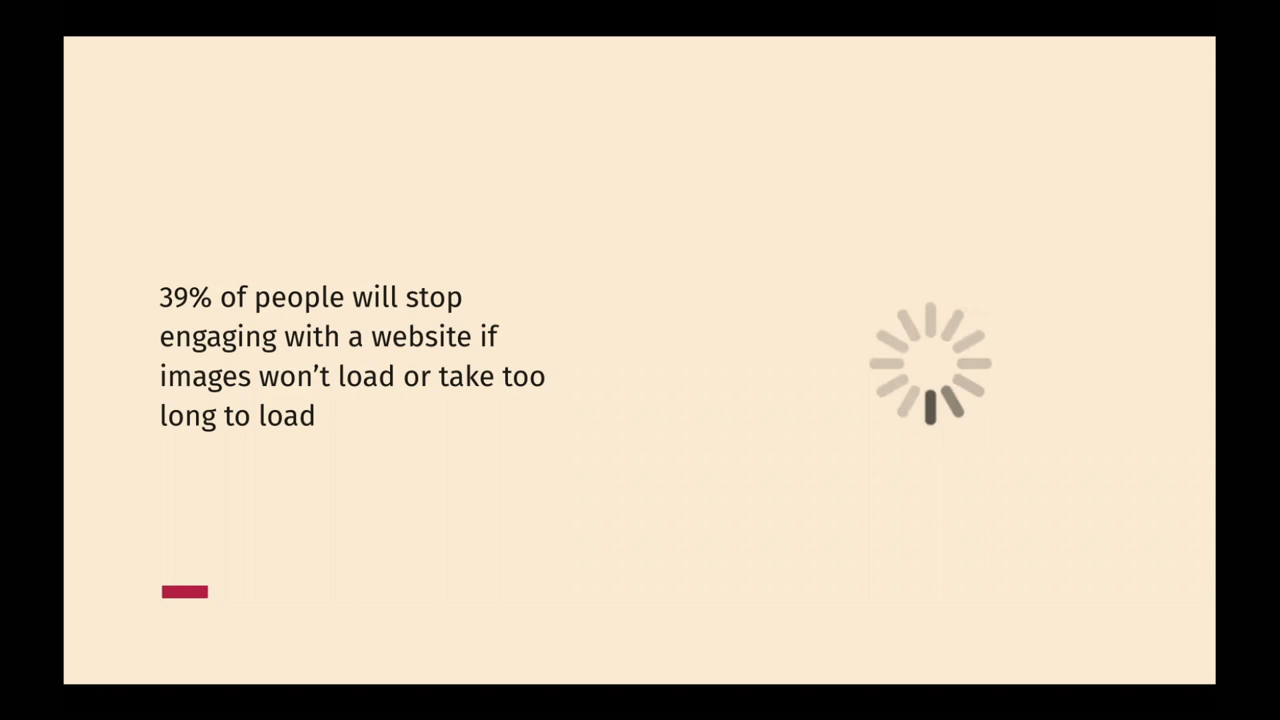 39% of people will stop
engaging with a website if
images won’t load or take too
long to load